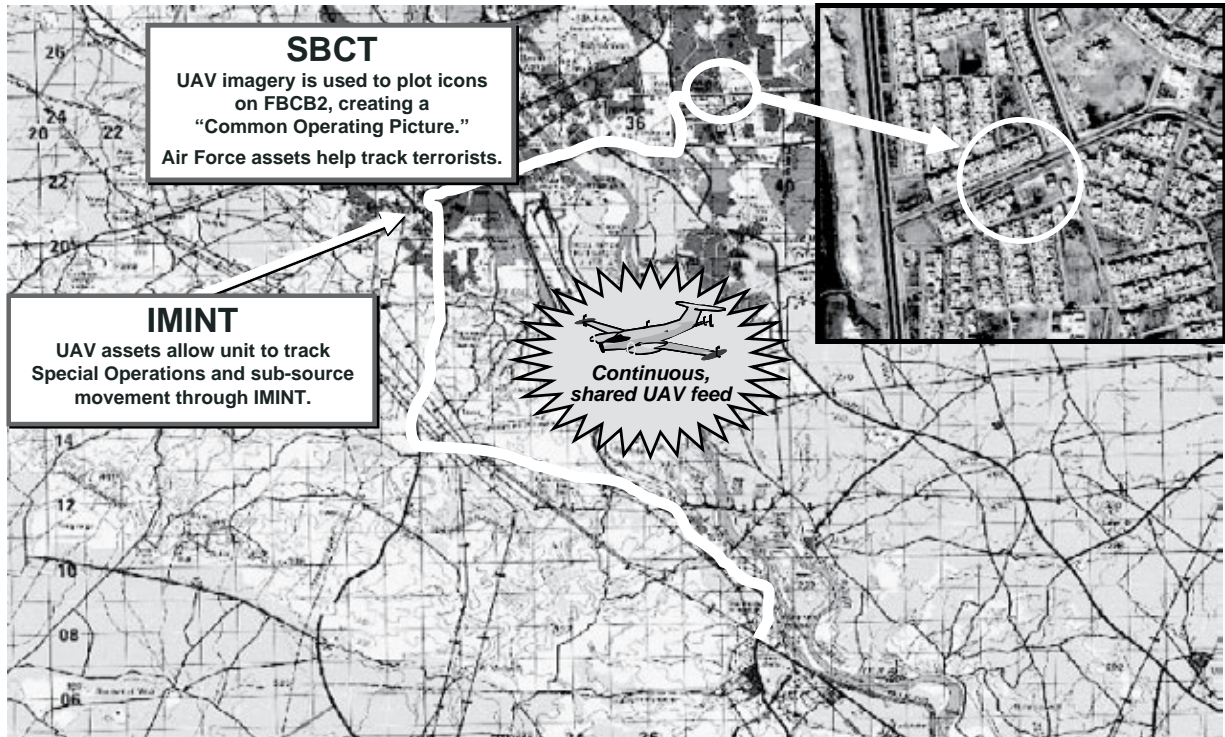 SBCT
UAV imagery is used to plot icons
on FBCB2, creating a
“Common Operating Picture.”
Air Force assets help track terrorists.
IMINT
UAV assets allow unit to track
Special Operations and sub-source
movement through IMINT.
Continuous,
shared UAV feed
26
24
20
22
22
36
40
20
14
12
10
08
06